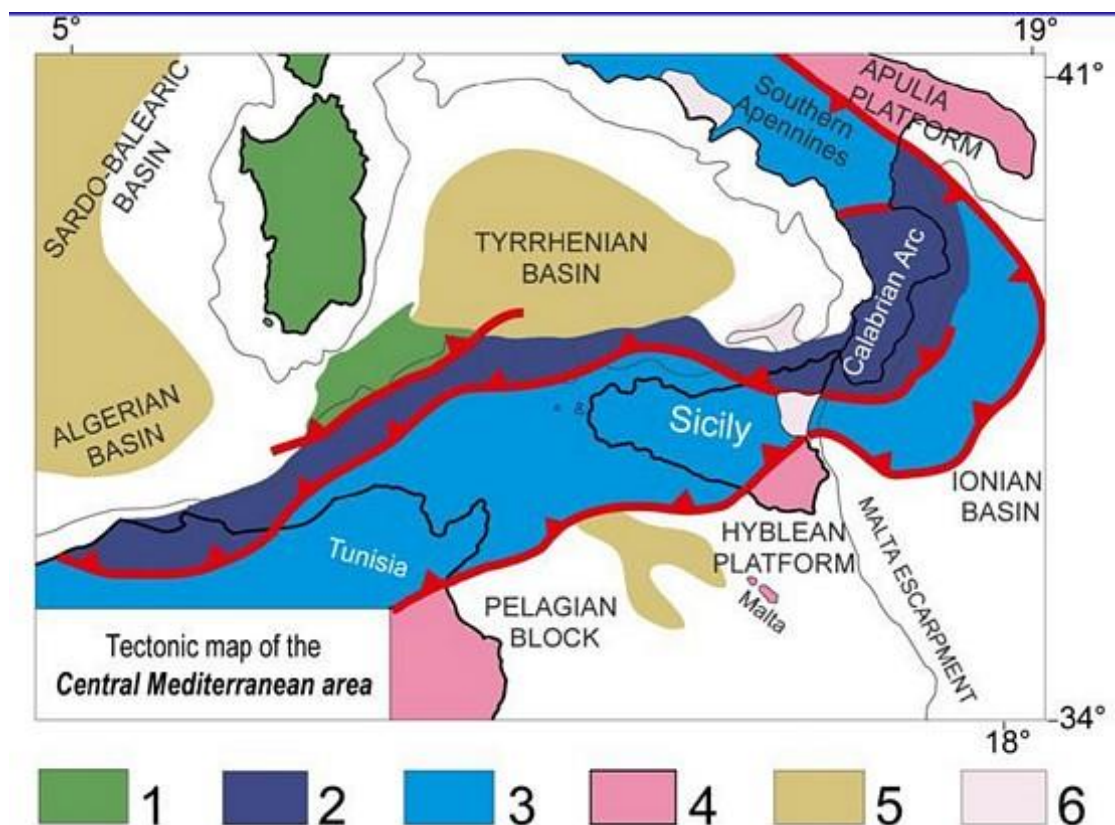 5°
19°
41°
SARDO-BALEARIC
BASIN
APULIA
PLATFORM
Southern
Apennines
TYRRHENIAN
BASIN
Calabrian Arc
ALGERIAN
BASIN
Sicily
IONIAN
BASIN
HYBLEAN
PLATFORM
MALTA ESCARPMENT
Tunisia
Malta
PELAGIAN
BLOCK
Tectonic map of the
Central Mediterranean area
34°
18°
1 2 3 4 5 6